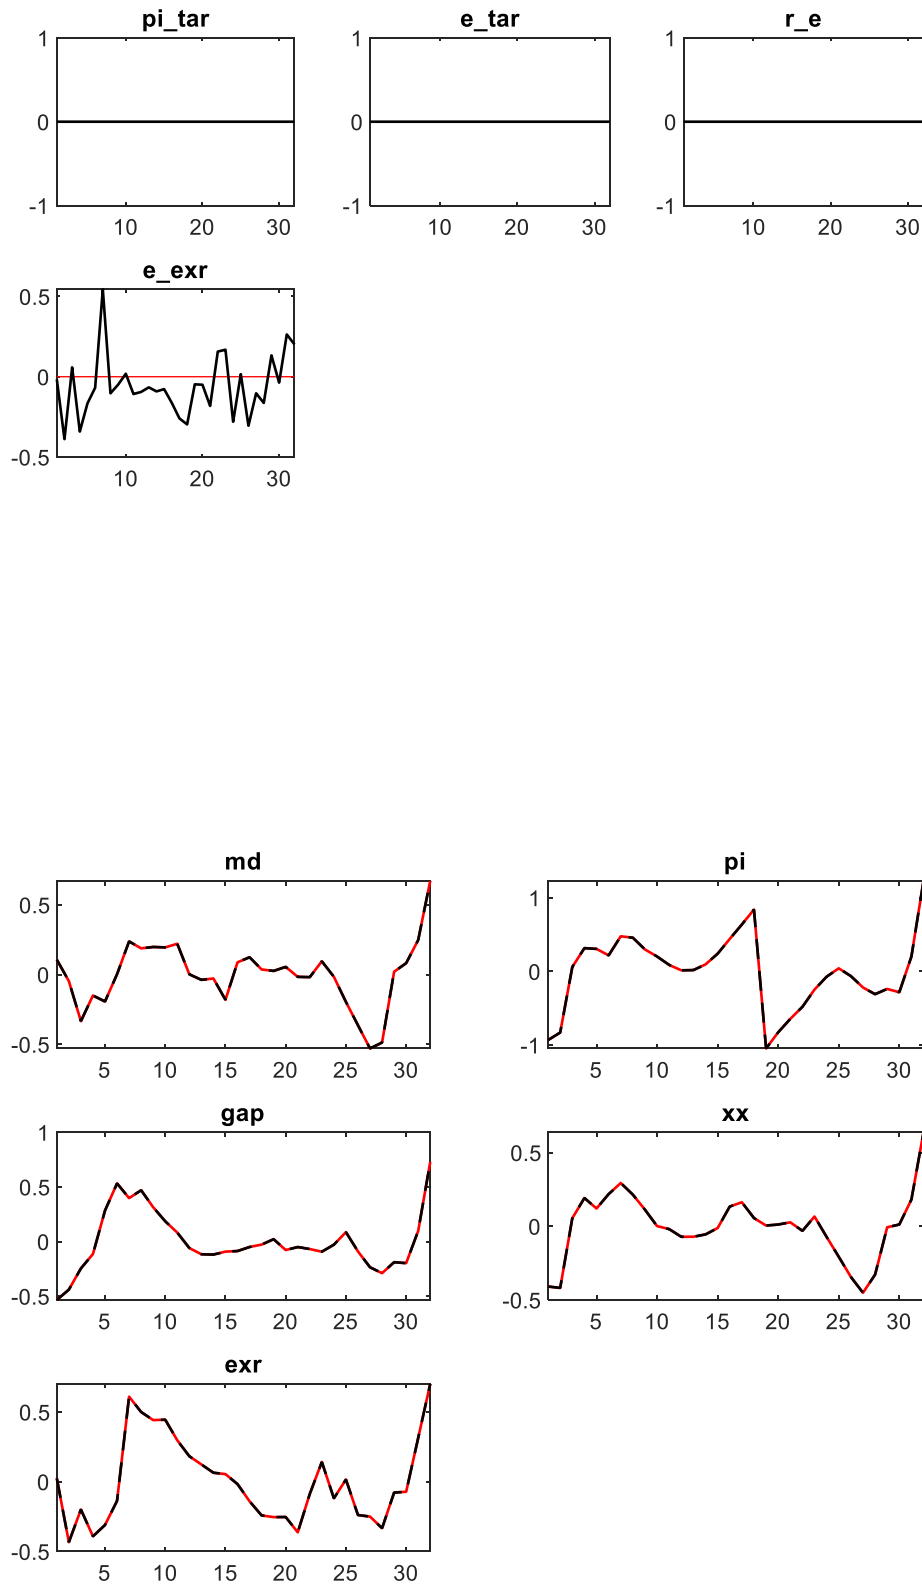 pi_tar e_tar r_e
1 1 1
0 0 0
-1 -1 -1
10 20 30 10 20 30 10 20 30
e_exr
0.5
0
-0.5
10 20 30
md pi
0.5 1
0 0
-0.5 -1
5 10 15 20 25 30 5 10 15 20 25 30
gap xx
1
0.5 0.5
0 0
-0.5 -0.5
5 10 15 20 25 30 5 10 15 20 25 30
exr
0.5
0
-0.5
5 10 15 20 25 30